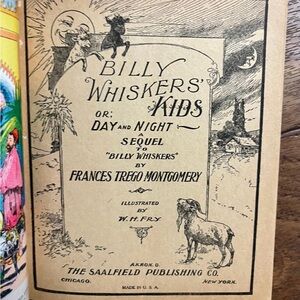 BILLY
WHISKERS'
KIDS
OR;
DAY AND NIGHT
A
SEQUEL
TO
"BILLY WHISKERS"
BY
FRANCES TREGO MONTGOMERY
ILLUSTRATED
BY
W. H. FRY
AKRON, O.
THE SAALFIELD PUBLISHING CO.
CHICAGO. NEW YORK.
MADE IN U. S. A.